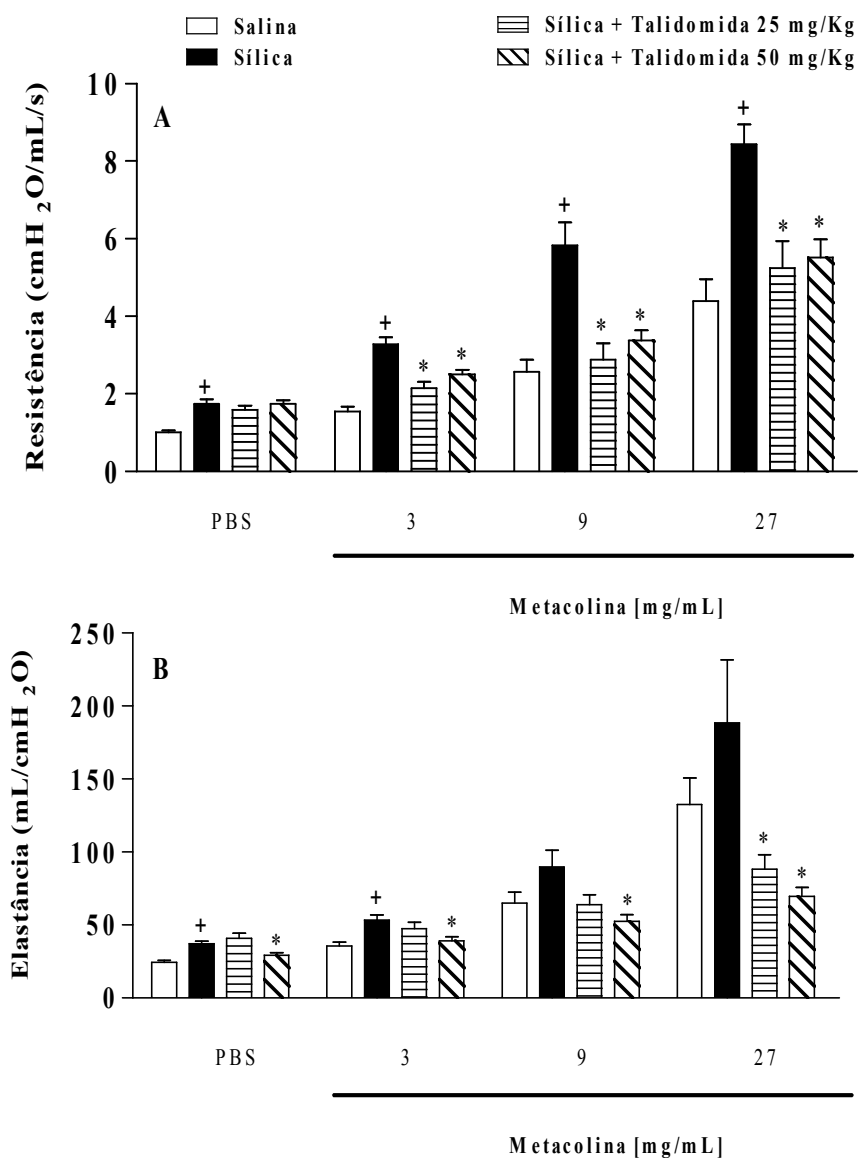 Salina
Sílica
Sílica + Talidomida 25 mg/Kg
Sílica + Talidomida 50 mg/Kg
A
Resistência (cmH2O/mL/s)
10
8
6
4
2
0
+
+
* *
+
* *
+
* *
PBS 3 9 27
Metacolina [mg/mL]
B
Elastância (mL/cmH2O)
250
200
150
100
50
0
+ *
+ *
*
* *
PBS 3 9 27
Metacolina [mg/mL]